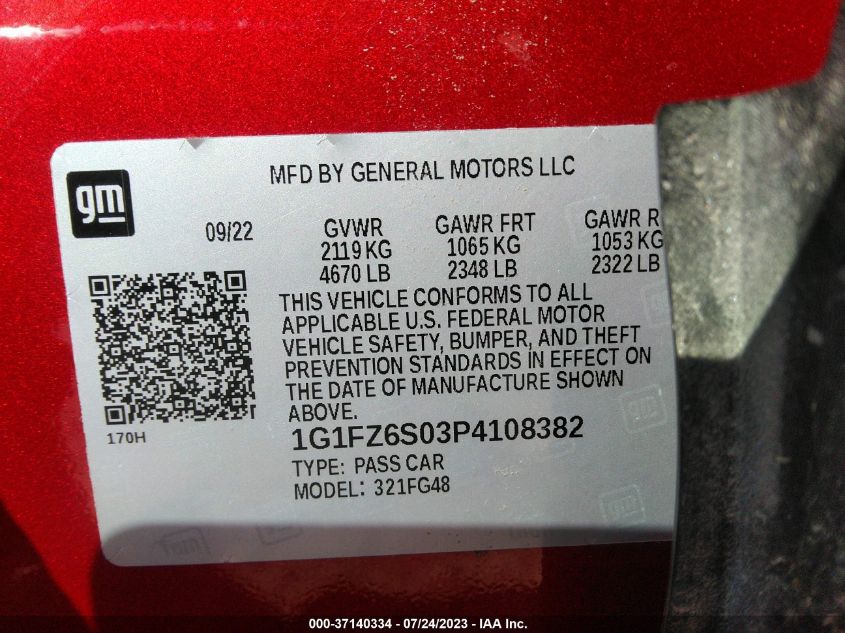 MFD BY GENERAL MOTORS LLC
gm
09/22
GVWR
2119 KG
4670 LB
GAWR FRT
1065 KG
2348 LB
GAWR R
1053 KG
2322 LB
THIS VEHICLE CONFORMS TO ALL
APPLICABLE U.S. FEDERAL MOTOR
VEHICLE SAFETY, BUMPER, AND THEFT
PREVENTION STANDARDS IN EFFECT ON
THE DATE OF MANUFACTURE SHOWN
ABOVE.
170H
1G1FZ6S03P4108382
TYPE: PASS CAR
MODEL: 321FG48
gm
gm
000-37140334 - 07/24/2023 - IAA Inc.